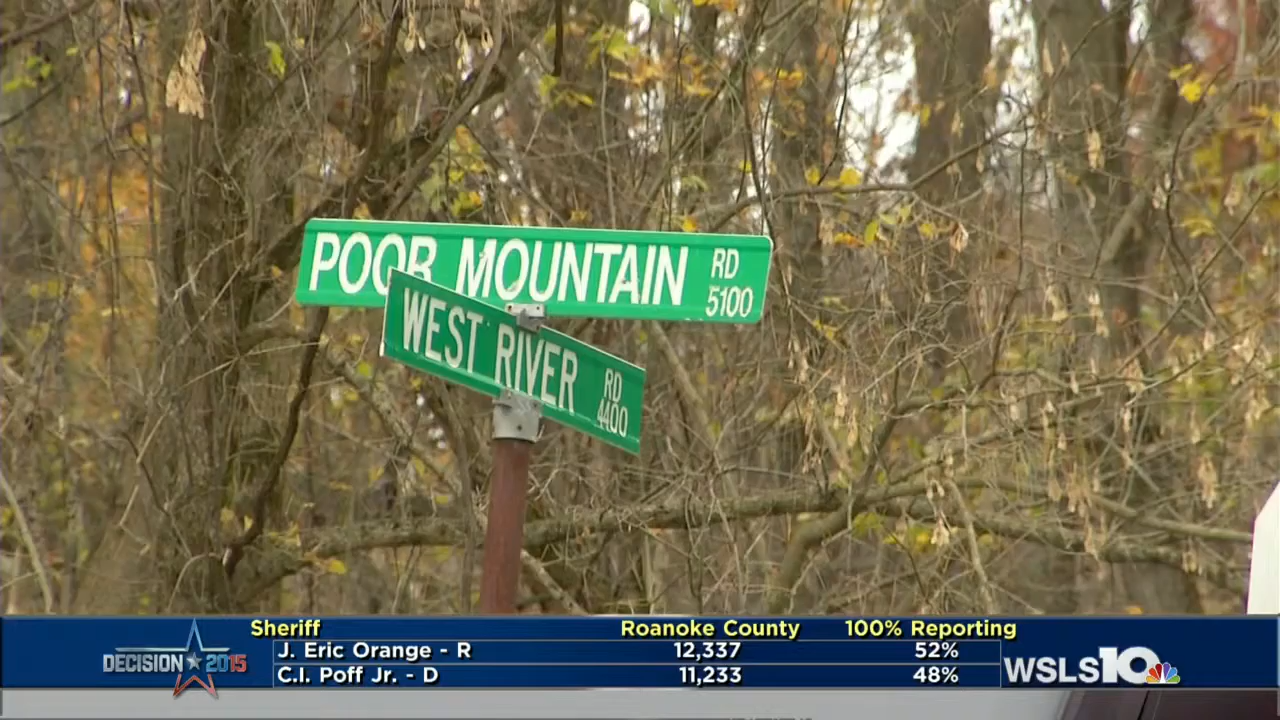 POOR MOUNTAIN RD
5100
WEST RIVER RD
4400
Sheriff Roanoke County 100% Reporting
J. Eric Orange - R 12,337 52%
C.I. Poff Jr. - D 11,233 48%
DECISION 2015
WSLS10